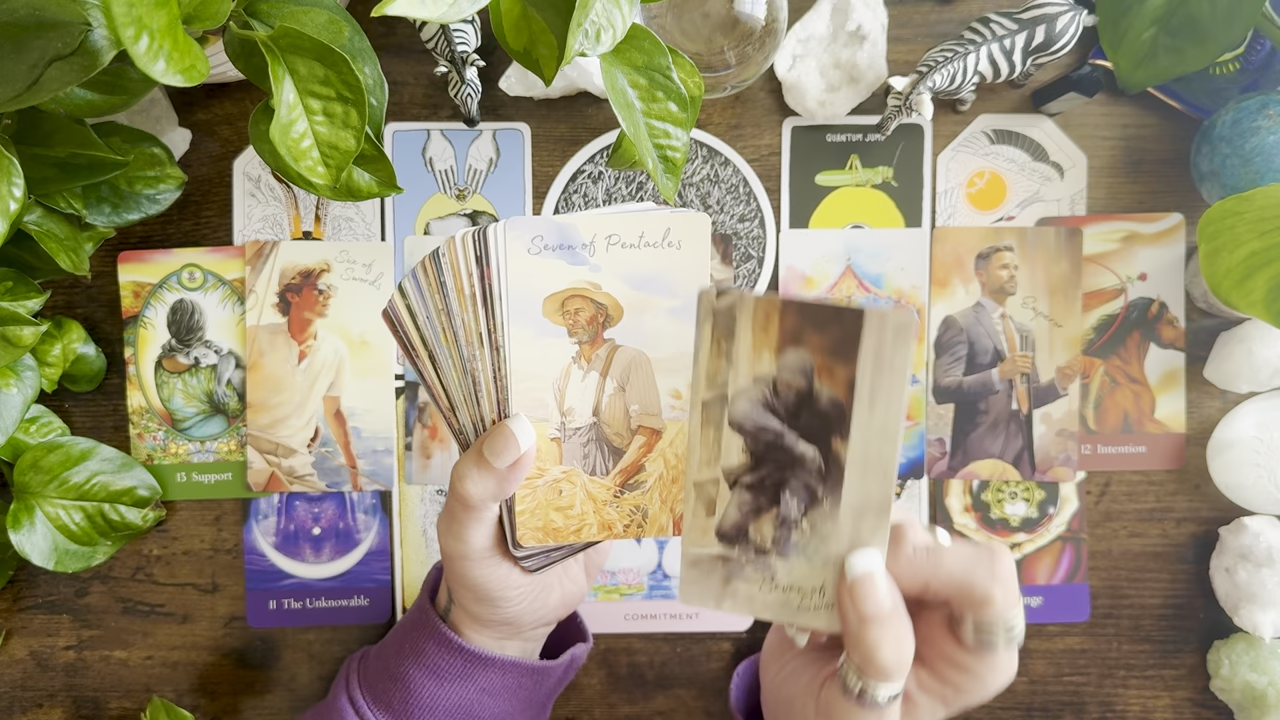 QUANTUM JUMP
Seven of Pentacles
Six of
Swords
Emperor
13 Support
12 Intention
11 The Unknowable
COMMITMENT